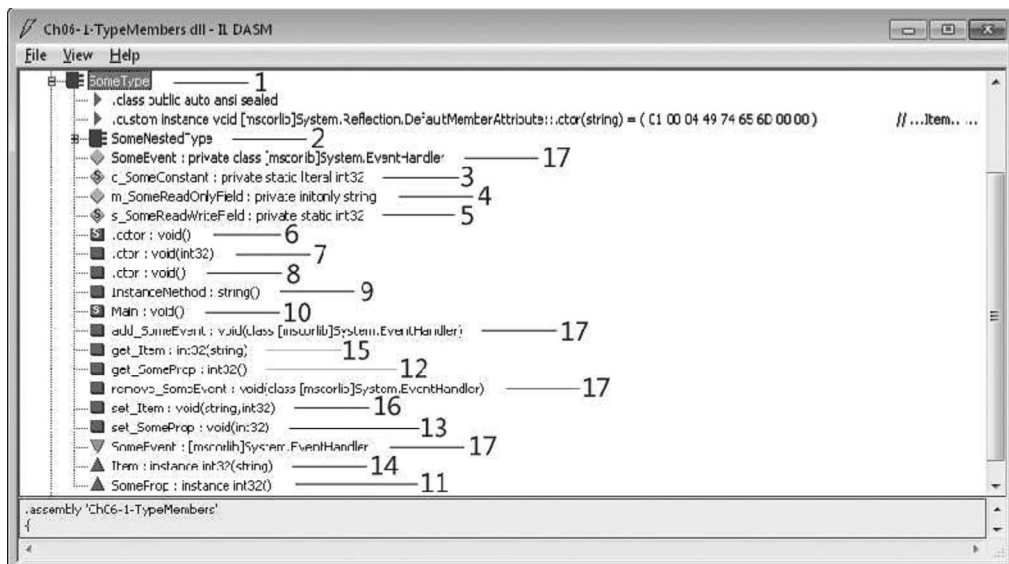 Ch06-1-TypeMembers dll - IL DASM
File View Help
SomeType 1
.class public auto ansi sealed
.custom instance void [mscorlib]System.Reflection.DefautMemberAttribute::.ctor(string) = ( C1 00 04 49 74 65 6D 00 00 ) // ...Item.. ...
SomeNestedType 2
SomeEvent : private class [mscorlib]System.EventHandler 17
c_SomeConstant : private static literal int32 3
m_SomeReadOnlyField : private initonly string 4
s_SomeReadWriteField : private static int32 5
.cctor : void() 6
.ctor : void(int32) 7
.ctor : void() 8
InstanceMethod : string() 9
Main : void() 10
add_SomeEvent : void(class [mscorlib]System.EventHandler) 17
get_Item : int32(string) 15
get_SomeProp : int32() 12
remove_SomeEvent : void(class [mscorlib]System.EventHandler) 17
set_Item : void(string,int32) 16
set_SomeProp : void(int32) 13
SomeEvent : [mscorlib]System.EventHandler 17
Item : instance int32(string) 14
SomeProp : instance int32() 11
.assembly 'Ch06-1-TypeMembers'
{